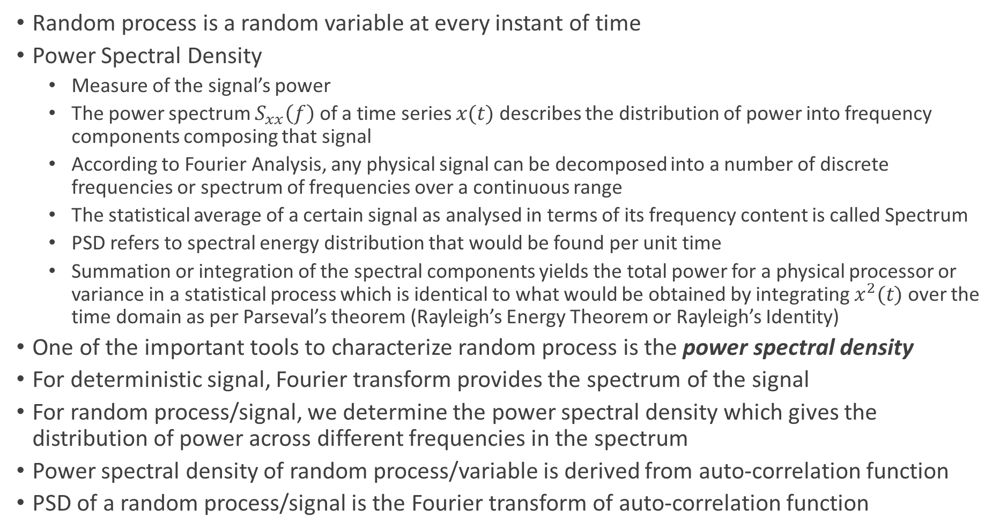 • Random process is a random variable at every instant of time
• Power Spectral Density
• Measure of the signal’s power
• The power spectrum 𝑆𝑥𝑥(𝑓) of a time series 𝑥(𝑡) describes the distribution of power into frequency
components composing that signal
• According to Fourier Analysis, any physical signal can be decomposed into a number of discrete
frequencies or spectrum of frequencies over a continuous range
• The statistical average of a certain signal as analysed in terms of its frequency content is called Spectrum
• PSD refers to spectral energy distribution that would be found per unit time
• Summation or integration of the spectral components yields the total power for a physical processor or
variance in a statistical process which is identical to what would be obtained by integrating 𝑥²(𝑡) over the
time domain as per Parseval’s theorem (Rayleigh’s Energy Theorem or Rayleigh’s Identity)
• One of the important tools to characterize random process is the power spectral density
• For deterministic signal, Fourier transform provides the spectrum of the signal
• For random process/signal, we determine the power spectral density which gives the
distribution of power across different frequencies in the spectrum
• Power spectral density of random process/variable is derived from auto-correlation function
• PSD of a random process/signal is the Fourier transform of auto-correlation function